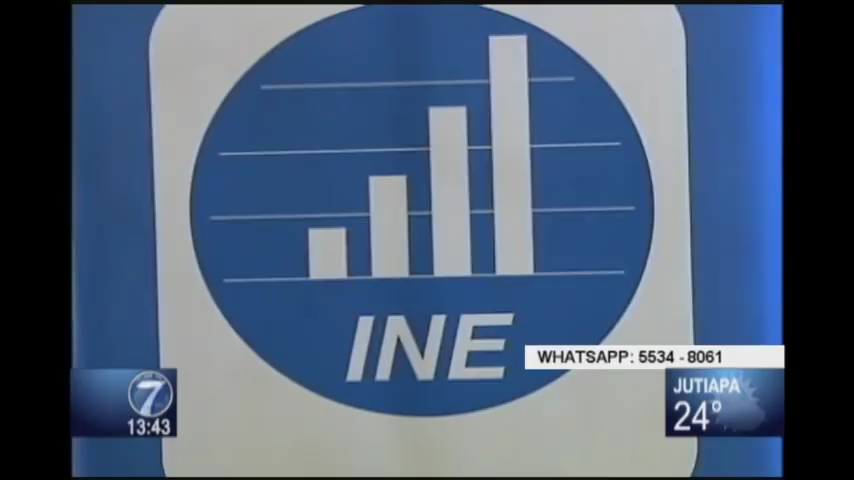 INE
WHATSAPP: 5534 - 8061
7
13:43
JUTIAPA
24°